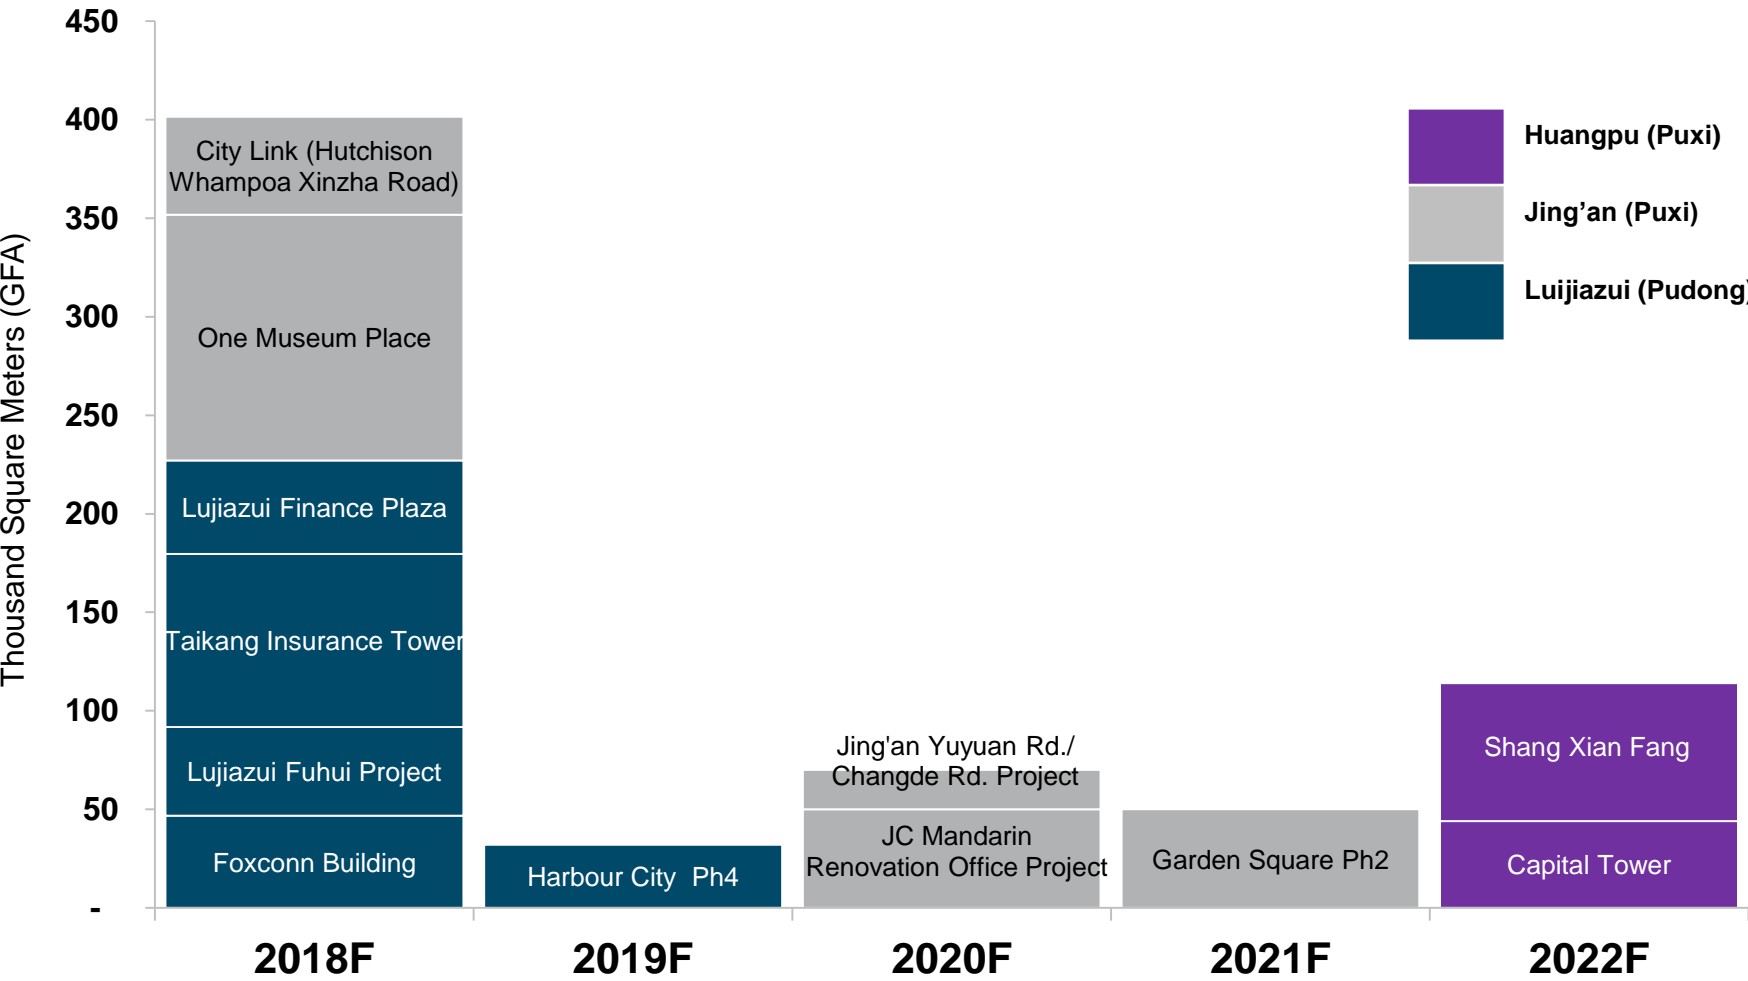 Thousand Square Meters (GFA)
450
400
350
300
250
200
150
100
50
-
City Link (Hutchison
Whampoa Xinzha Road)
One Museum Place
Lujiazui Finance Plaza
Taikang Insurance Tower
Lujiazui Fuhui Project
Foxconn Building
Harbour City Ph4
Jing'an Yuyuan Rd./
Changde Rd. Project
JC Mandarin
Renovation Office Project
Garden Square Ph2
Shang Xian Fang
Capital Tower
Huangpu (Puxi)
Jing’an (Puxi)
Luijiazui (Pudong)
2018F
2019F
2020F
2021F
2022F